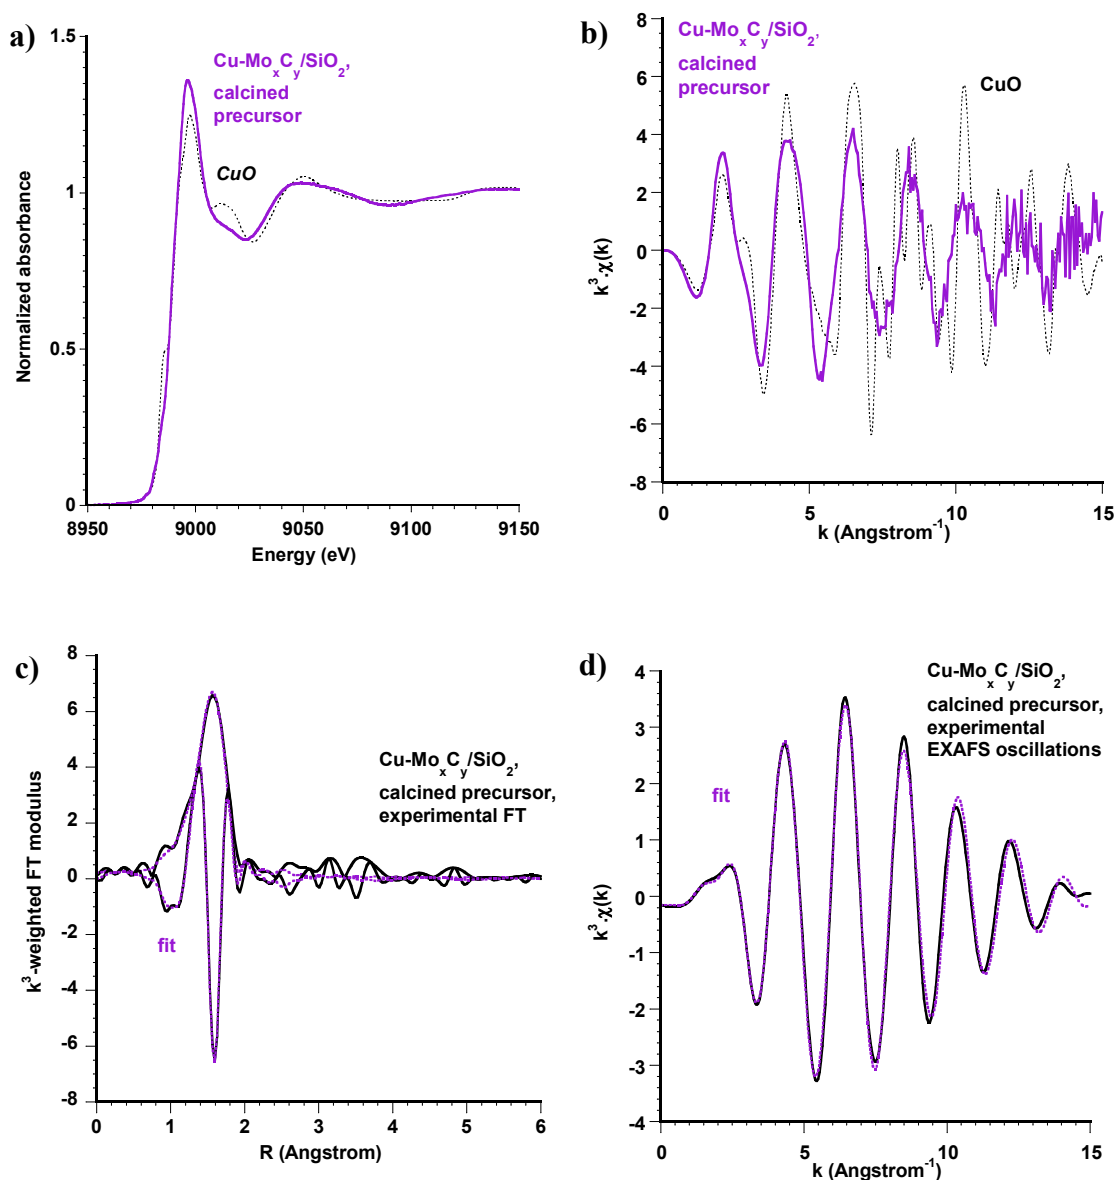 a)
1.5
1
0.5
0
Normalized absorbance
Cu-MoxCy/SiO2,
calcined
precursor
CuO
8950 9000 9050 9100 9150
Energy (eV)
b)
8
6
4
2
0
-2
-4
-6
-8
k³.χ(k)
Cu-MoxCy/SiO2,
calcined
precursor
CuO
0 5 10 15
k (Angstrom⁻¹)
c)
8
6
4
2
0
-2
-4
-6
-8
k³-weighted FT modulus
Cu-MoxCy/SiO2,
calcined precursor,
experimental FT
fit
0 1 2 3 4 5 6
R (Angstrom)
d)
4
3
2
1
0
-1
-2
-3
-4
k³.χ(k)
Cu-MoxCy/SiO2,
calcined precursor,
experimental
EXAFS oscillations
fit
0 5 10 15
k (Angstrom⁻¹)